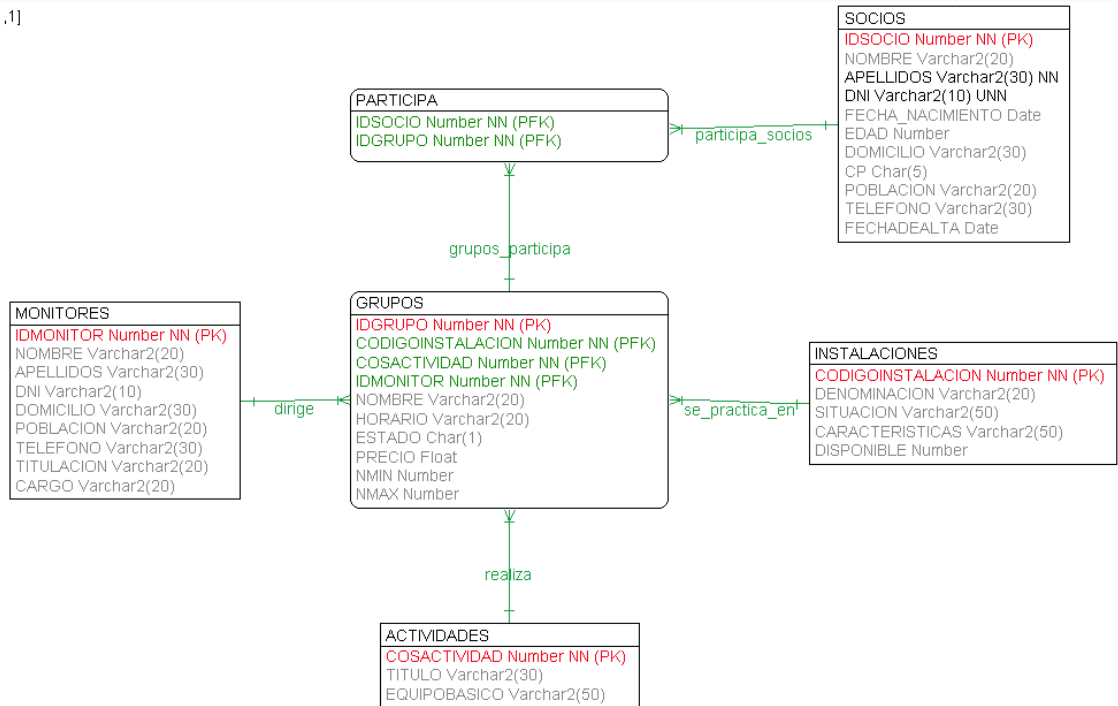 ,1]
SOCIOS
IDSOCIO Number NN (PK)
NOMBRE Varchar2(20)
APELLIDOS Varchar2(30) NN
DNI Varchar2(10) UNN
FECHA_NACIMIENTO Date
EDAD Number
DOMICILIO Varchar2(30)
CP Char(5)
POBLACION Varchar2(20)
TELEFONO Varchar2(30)
FECHADEALTA Date
PARTICIPA
IDSOCIO Number NN (PFK)
IDGRUPO Number NN (PFK)
participa_socios
grupos_participa
MONITORES
IDMONITOR Number NN (PK)
NOMBRE Varchar2(20)
APELLIDOS Varchar2(30)
DNI Varchar2(10)
DOMICILIO Varchar2(30)
POBLACION Varchar2(20)
TELEFONO Varchar2(30)
TITULACION Varchar2(20)
CARGO Varchar2(20)
dirige
GRUPOS
IDGRUPO Number NN (PK)
CODIGOINSTALACION Number NN (PFK)
COSACTIVIDAD Number NN (PFK)
IDMONITOR Number NN (PFK)
NOMBRE Varchar2(20)
HORARIO Varchar2(20)
ESTADO Char(1)
PRECIO Float
NMIN Number
NMAX Number
se_practica_en
INSTALACIONES
CODIGOINSTALACION Number NN (PK)
DENOMINACION Varchar2(20)
SITUACION Varchar2(50)
CARACTERISTICAS Varchar2(50)
DISPONIBLE Number
realiza
ACTIVIDADES
COSACTIVIDAD Number NN (PK)
TITULO Varchar2(30)
EQUIPOBASICO Varchar2(50)